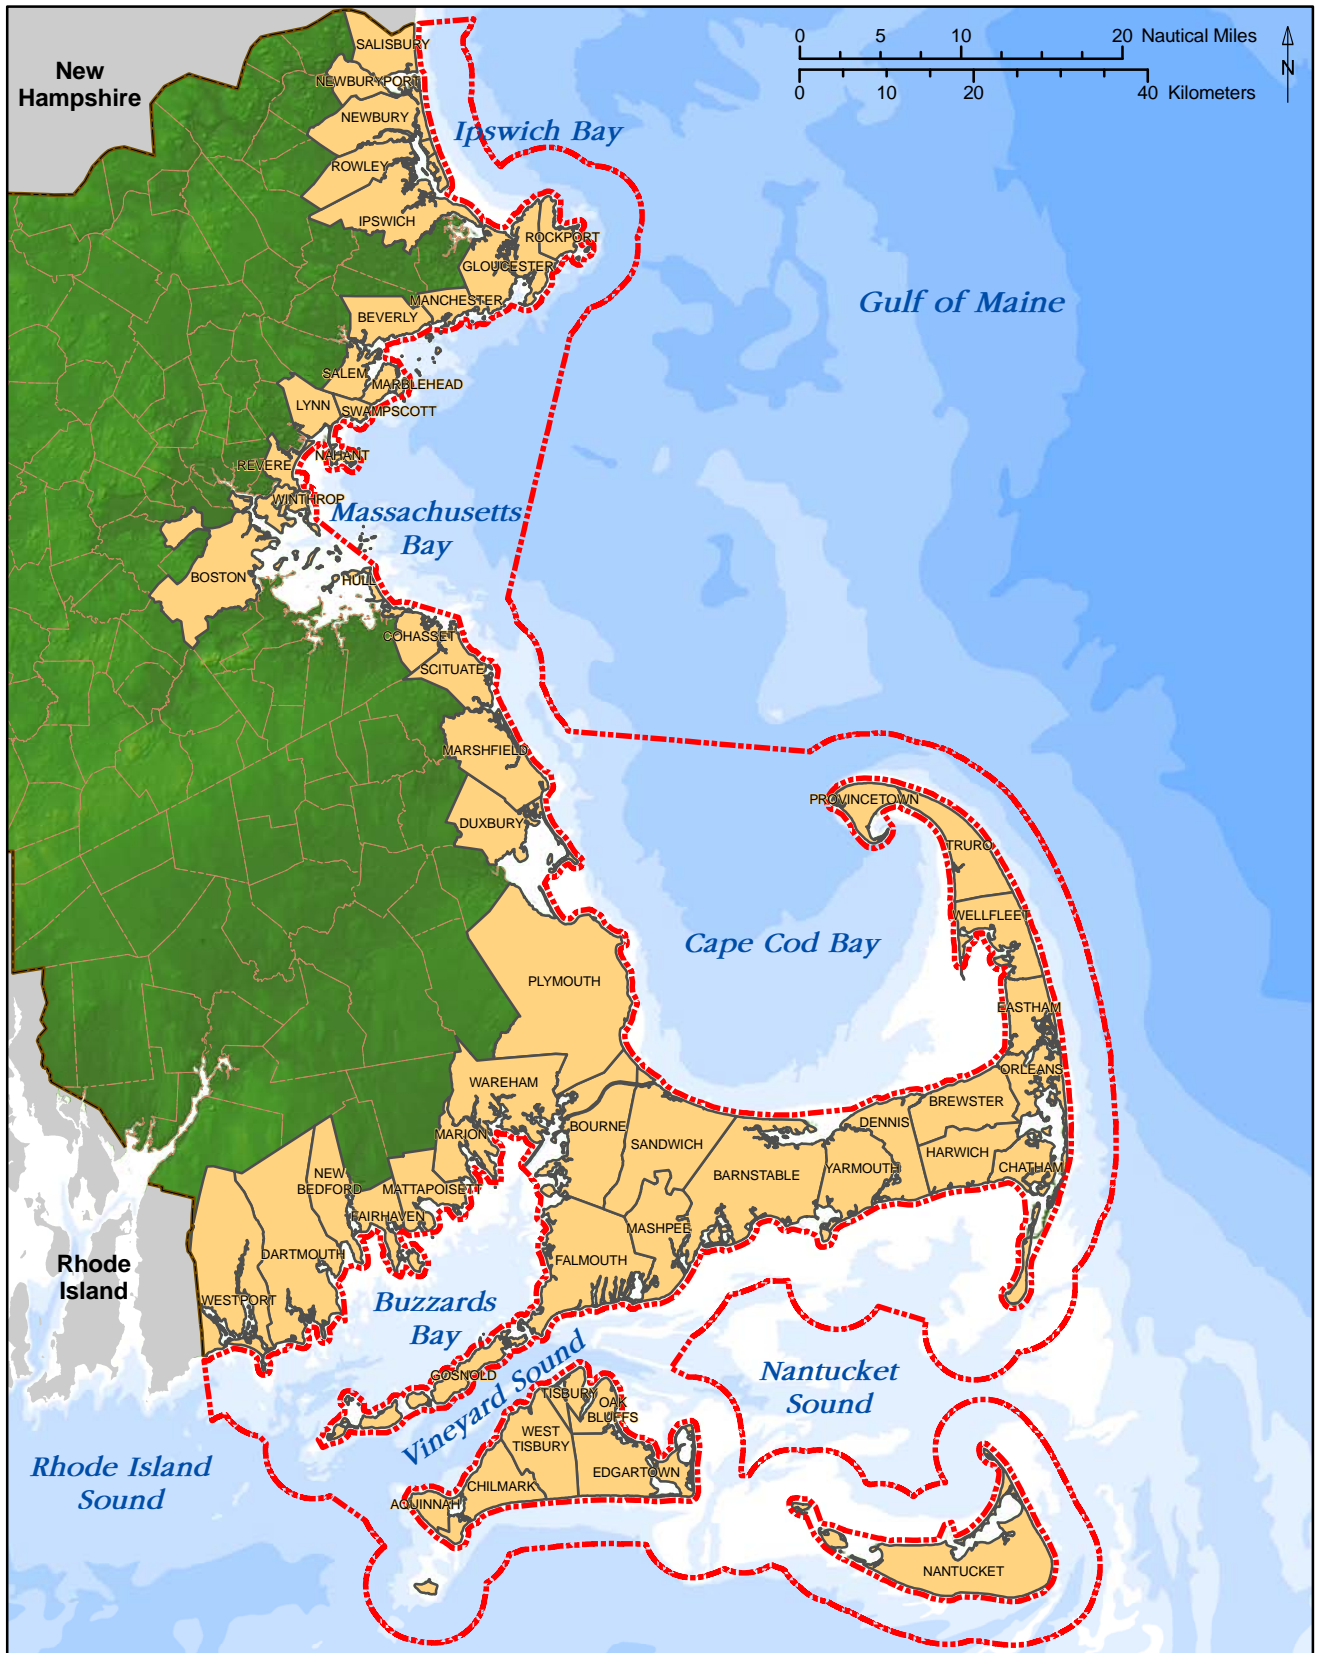 0 5 10 20 Nautical Miles
0 10 20 40 Kilometers
N
New
Hampshire
SALISBURY
NEWBURYPORT
NEWBURY
Ipswich Bay
ROWLEY
IPSWICH
ROCKPORT
GLOUCESTER
MANCHESTER
BEVERLY
Gulf of Maine
SALEM
MARBLEHEAD
LYNN
SWAMPSCOTT
NAHANT
REVERE
WINTHROP
Massachusetts
Bay
BOSTON
HULL
COHASSET
SCITUATE
MARSHFIELD
DUXBURY
PROVINCETOWN
TRURO
WELLFLEET
Cape Cod Bay
PLYMOUTH
EASTHAM
ORLEANS
WAREHAM
BREWSTER
DENNIS
BOURNE
MARION
SANDWICH
HARWICH
CHATHAM
BARNSTABLE
YARMOUTH
NEW
BEDFORD
MATTAPOISETT
FAIRHAVEN
MASHPEE
DARTMOUTH
FALMOUTH
Rhode
Island
WESTPORT
Buzzards
Bay
GOSNOLD
Vineyard Sound
Nantucket
Sound
TISBURY
OAK
BLUFFS
WEST
TISBURY
EDGARTOWN
CHILMARK
AQUINNAH
Rhode Island
Sound
NANTUCKET